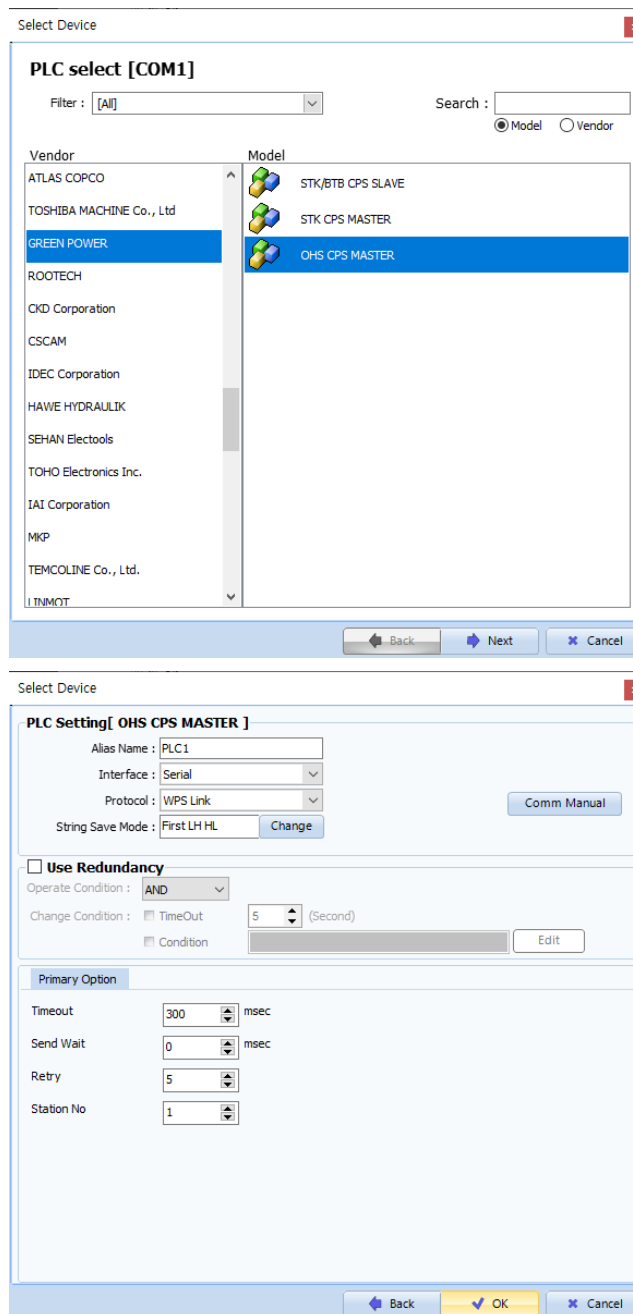 Select Device
PLC select [COM1]
Filter : [All]
Search :
Model Vendor
Vendor Model
ATLAS COPCO
TOSHIBA MACHINE Co., Ltd
GREEN POWER
ROOTECH
CKD Corporation
CSCAM
IDEC Corporation
HAWE HYDRAULIK
SEHAN Electools
TOHO Electronics Inc.
IAI Corporation
MKP
TEMCOLINE Co., Ltd.
LINMOT
STK/BTB CPS SLAVE
STK CPS MASTER
OHS CPS MASTER
Back Next Cancel
Select Device
PLC Setting[ OHS CPS MASTER ]
Alias Name : PLC1
Interface : Serial
Protocol : WPS Link
Comm Manual
String Save Mode : First LH HL Change
Use Redundancy
Operate Condition : AND
Change Condition : TimeOut 5 (Second)
Condition Edit
Primary Option
Timeout 300 msec
Send Wait 0 msec
Retry 5
Station No 1
Back OK Cancel